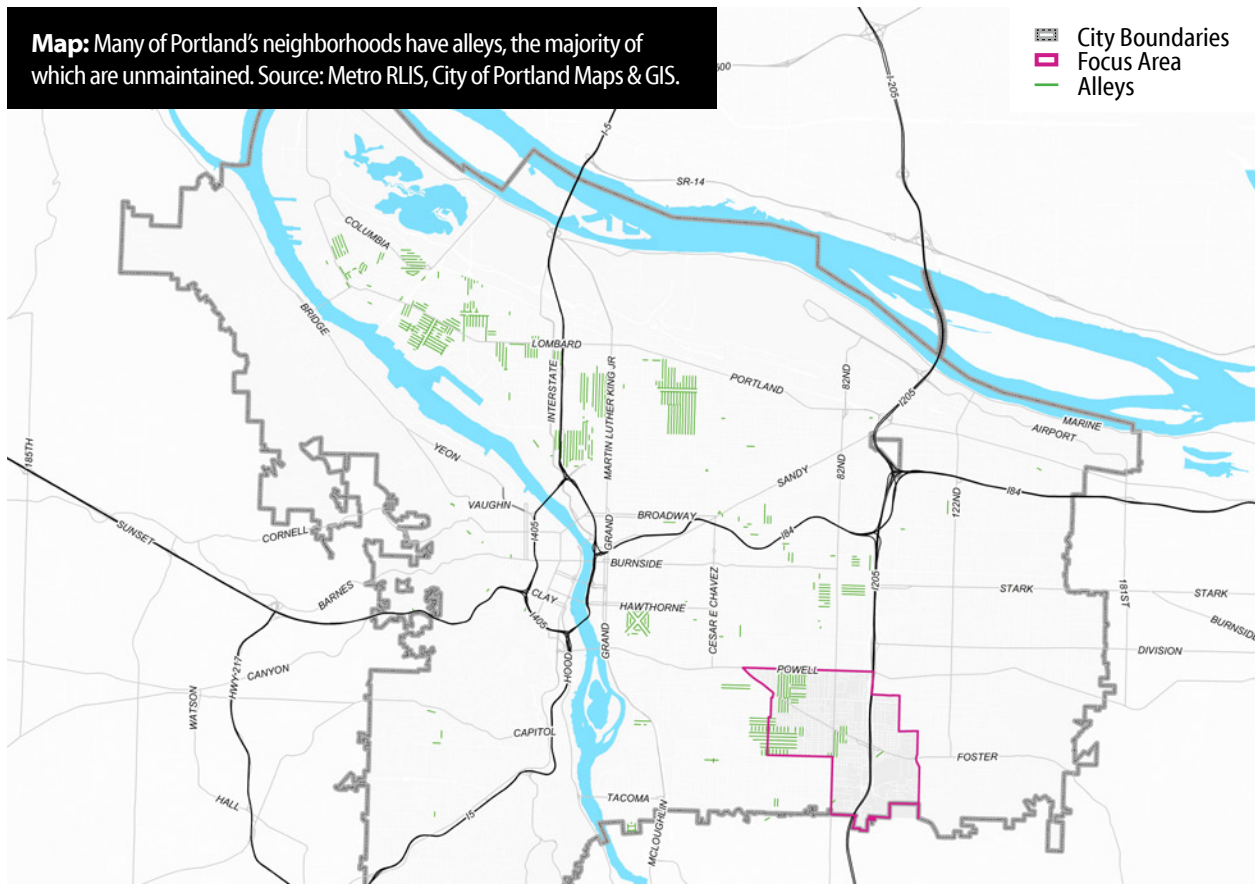 Map: Many of Portland's neighborhoods have alleys, the majority of
which are unmaintained. Source: Metro RLIS, City of Portland Maps & GIS.
City Boundaries
Focus Area
Alleys
I-205
I-5
SR-14
COLUMBIA
BRIDGE
LOMBARD
INTERSTATE
MARTIN LUTHER KING JR
PORTLAND
82ND
I205
MARINE
AIRPORT
185TH
YEON
SANDY
82ND
122ND
I84
VAUGHN
BROADWAY
GRAND
I84
SUNSET
CORNELL
I405
BURNSIDE
BARNES
CLAY
HAWTHORNE
CESAR E CHAVEZ
I205
STARK
181ST
STARK
BURNSIDE
I405
GRAND
HOOD
DIVISION
CANYON
HWY-217
WATSON
POWELL
CAPITOL
FOSTER
HALL
I5
TACOMA
MCLOUGHLIN